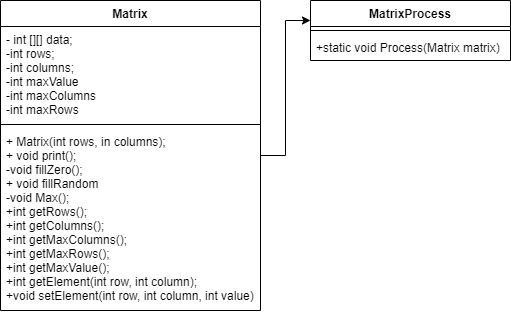 Matrix
- int [][] data;
-int rows;
-int columns;
-int maxValue
-int maxColumns
-int maxRows
+ Matrix(int rows, in columns);
+ void print();
-void fillZero();
+ void fillRandom
-void Max();
+int getRows();
+int getColumns();
+int getMaxColumns();
+int getMaxRows();
+int getMaxValue();
+int getElement(int row, int column);
+void setElement(int row, int column, int value)
MatrixProcess
+static void Process(Matrix matrix)